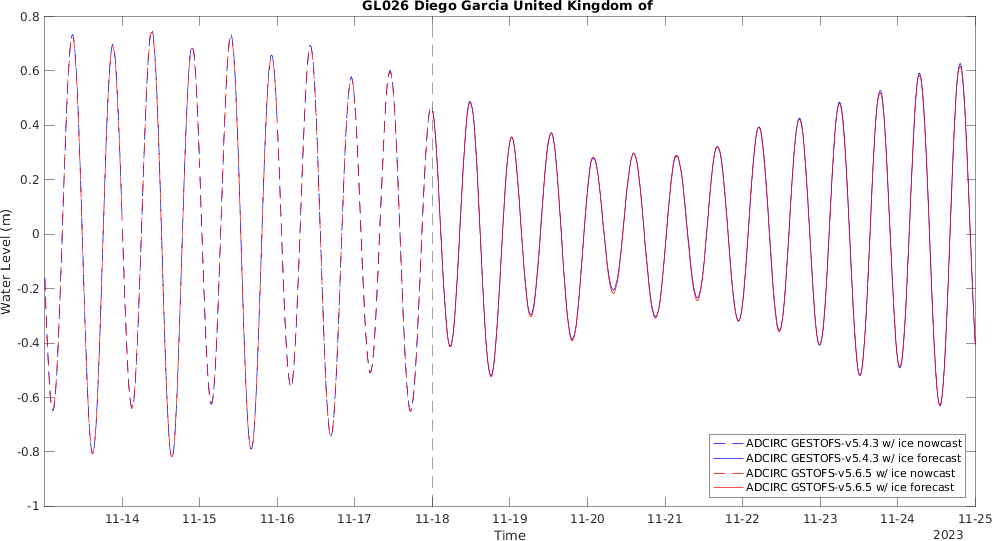 GL026 Diego Garcia United Kingdom of
0.8
0.6
0.4
0.2
0
-0.2
-0.4
-0.6
-0.8
-1
Water Level (m)
ADCIRC GESTOFS-v5.4.3 w/ ice nowcast
ADCIRC GESTOFS-v5.4.3 w/ ice forecast
ADCIRC GSTOFS-v5.6.5 w/ ice nowcast
ADCIRC GSTOFS-v5.6.5 w/ ice forecast
11-14 11-15 11-16 11-17 11-18 11-19 11-20 11-21 11-22 11-23 11-24 11-25
Time
2023